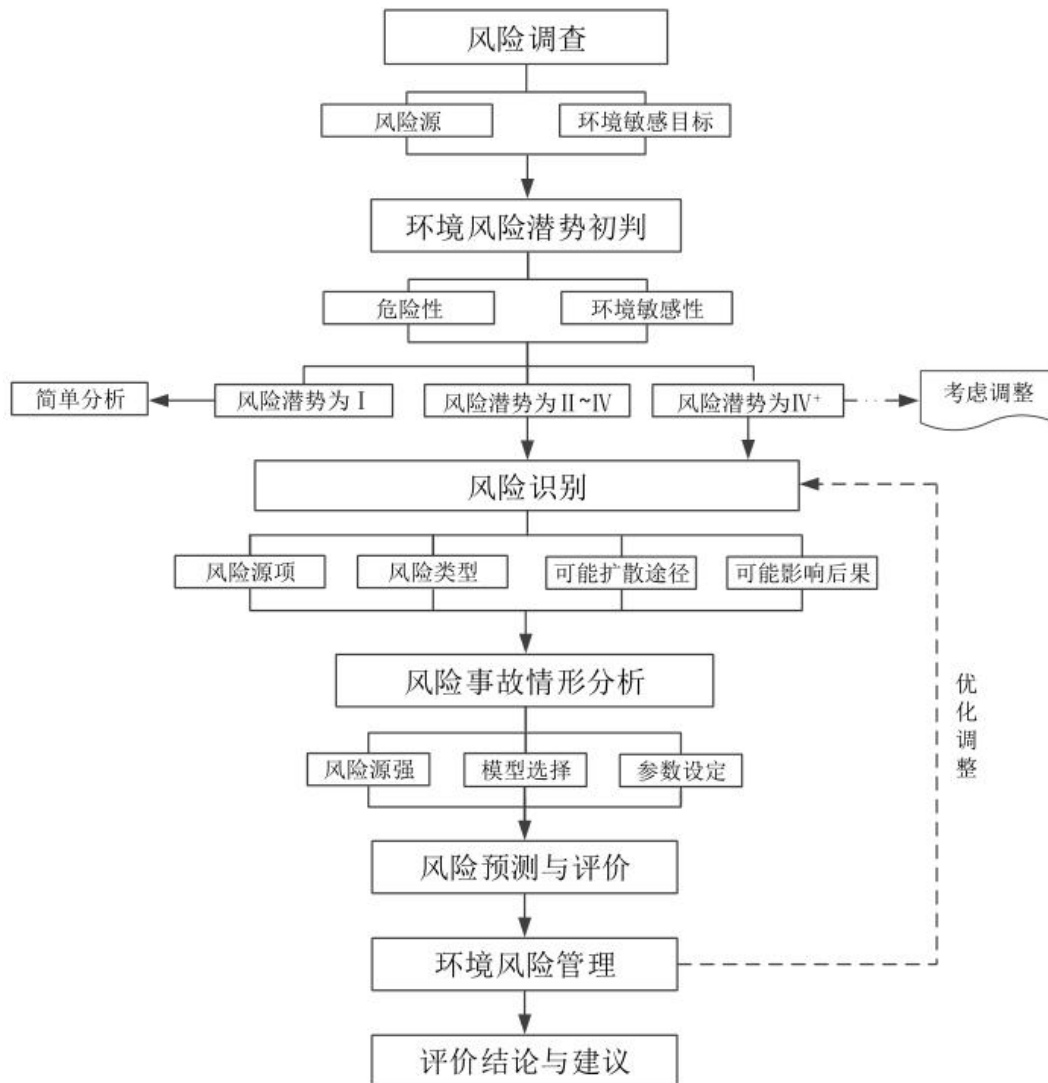 风险调查
风险源
环境敏感目标
环境风险潜势初判
危险性
环境敏感性
简单分析
风险潜势为Ⅰ
风险潜势为Ⅱ~Ⅳ
风险潜势为Ⅳ⁺
考虑调整
风险识别
风险源项
风险类型
可能扩散途径
可能影响后果
风险事故情形分析
风险源强
模型选择
参数设定
优化调整
风险预测与评价
环境风险管理
评价结论与建议